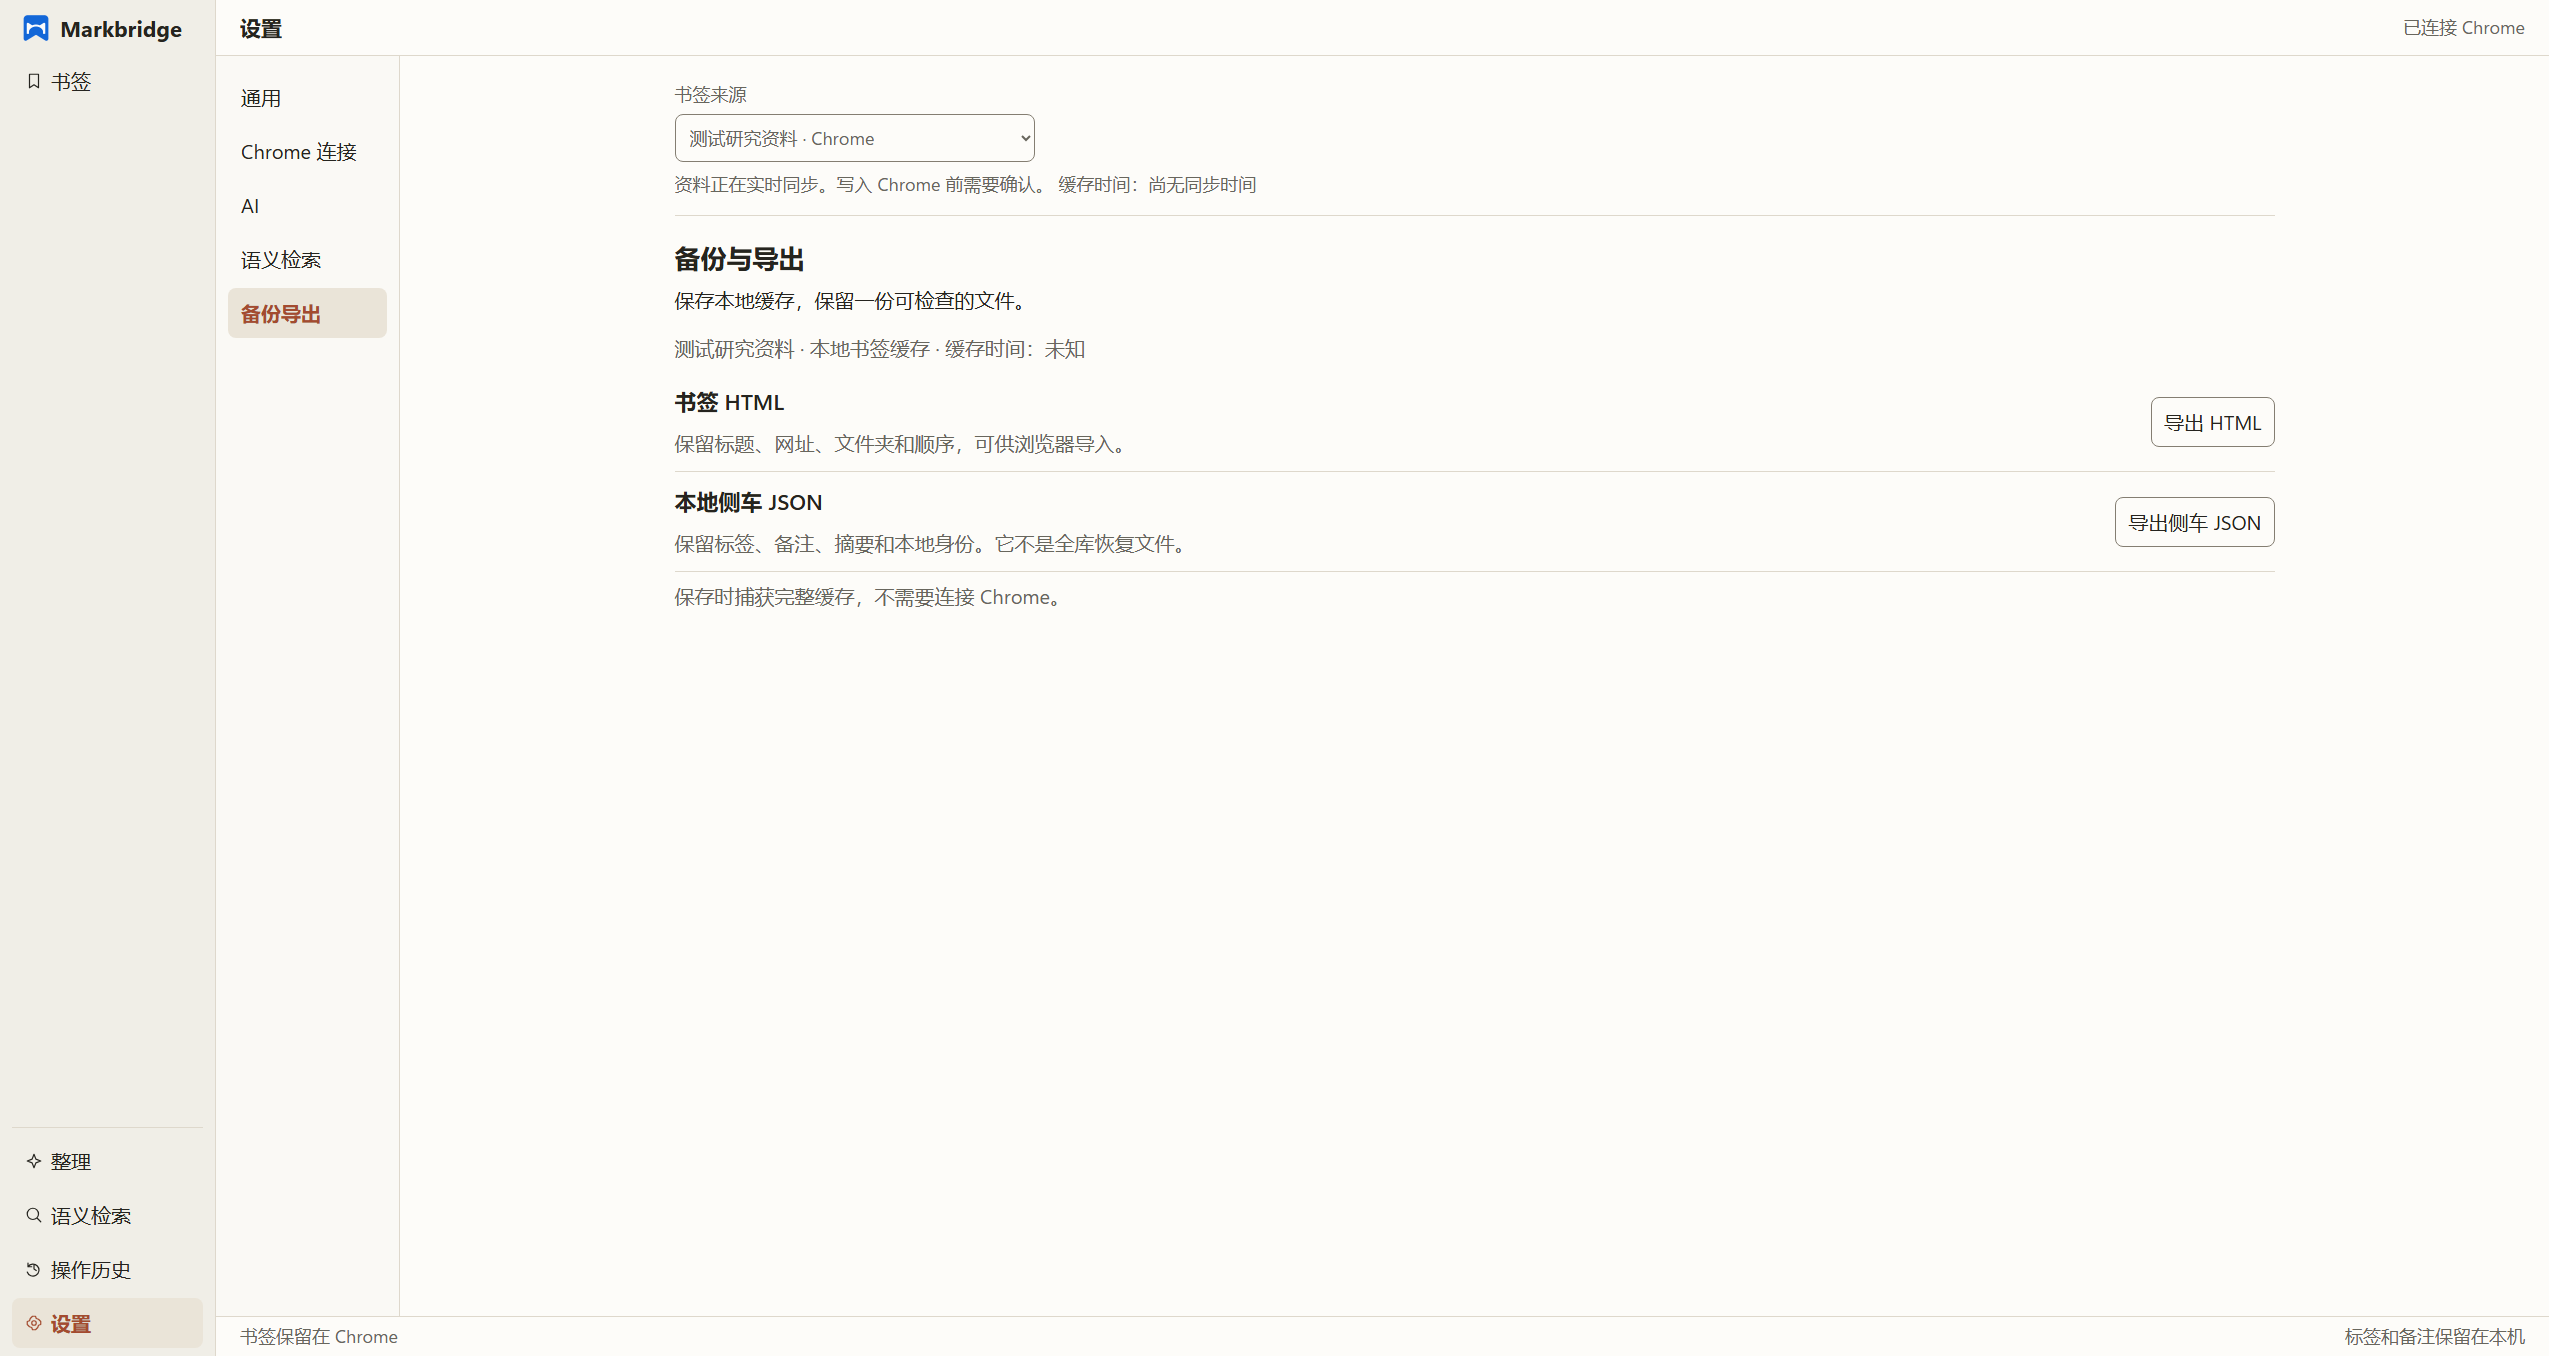 Markbridge
书签
整理
语义检索
操作历史
设置
设置
已连接 Chrome
通用
Chrome 连接
AI
语义检索
备份导出
书签来源
测试研究资料 · Chrome
资料正在实时同步。写入 Chrome 前需要确认。 缓存时间：尚无同步时间
备份与导出
保存本地缓存，保留一份可检查的文件。
测试研究资料 · 本地书签缓存 · 缓存时间：未知
书签 HTML
保留标题、网址、文件夹和顺序，可供浏览器导入。
导出 HTML
本地侧车 JSON
保留标签、备注、摘要和本地身份。它不是全库恢复文件。
导出侧车 JSON
保存时捕获完整缓存，不需要连接 Chrome。
书签保留在 Chrome
标签和备注保留在本机